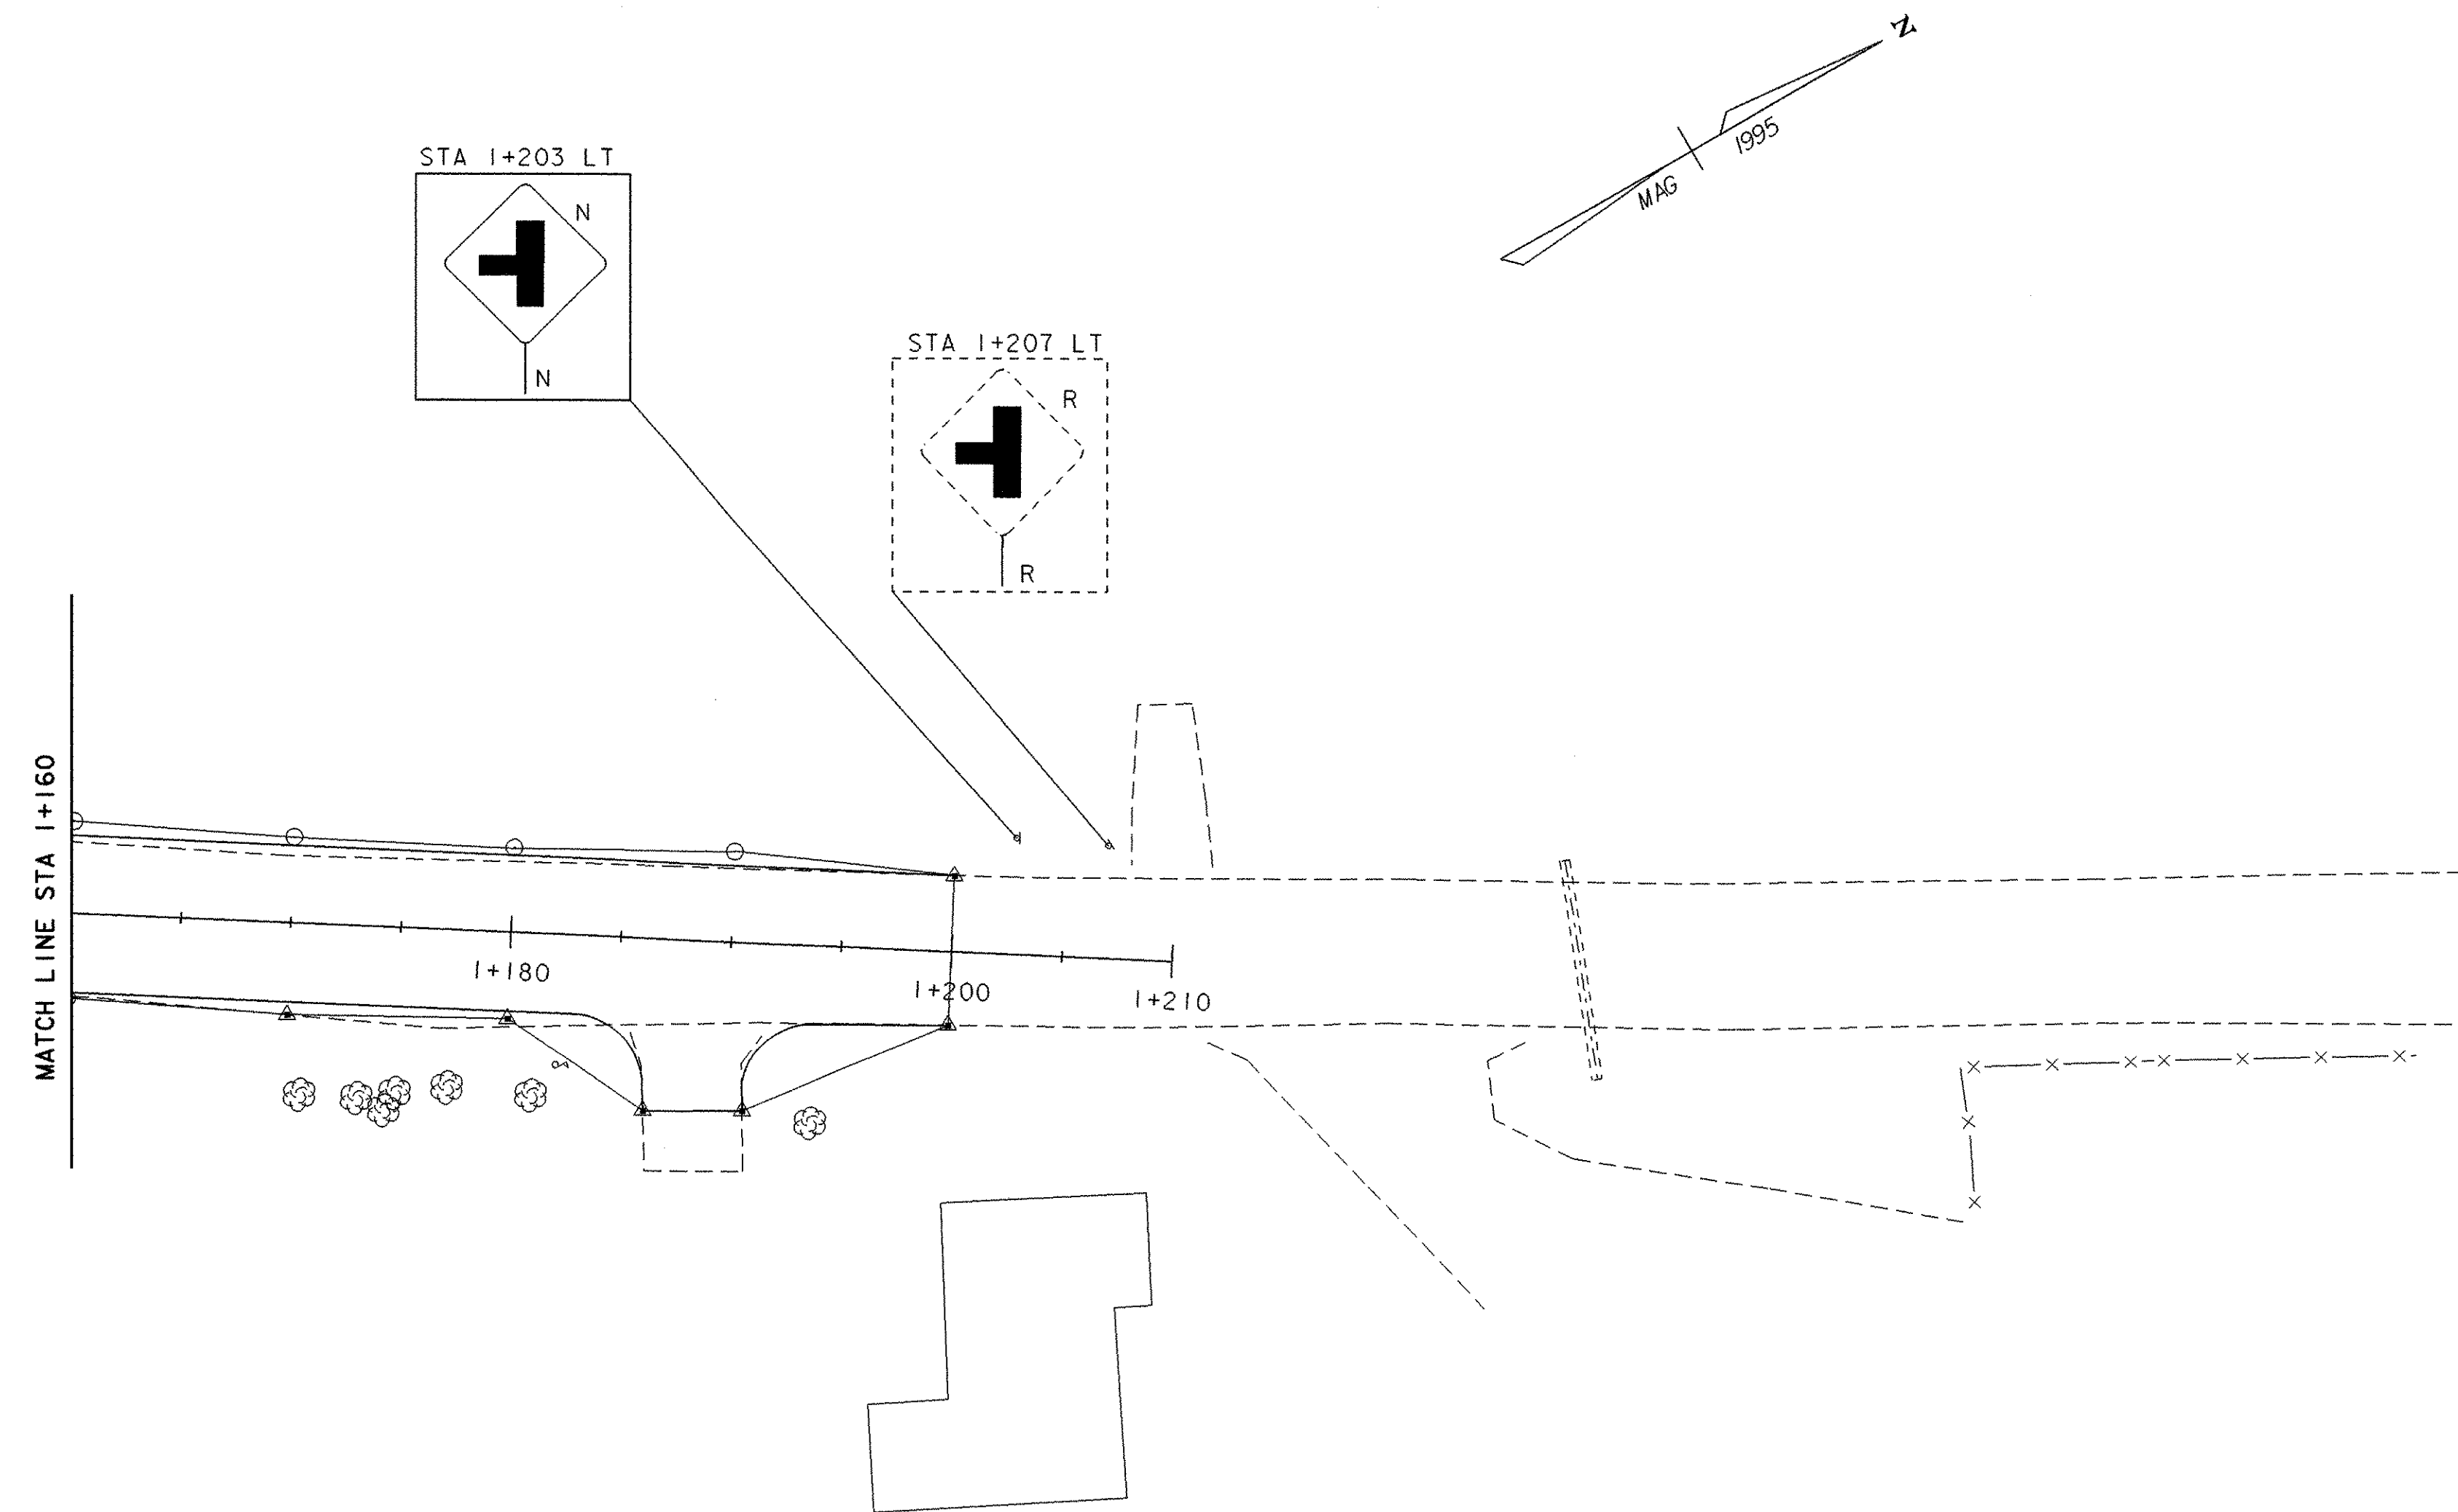 N
1995
MAG
STA 1+203 LT
N
N
STA 1+207 LT
R
R
MATCH LINE STA 1+160
1+180
1+200
1+210